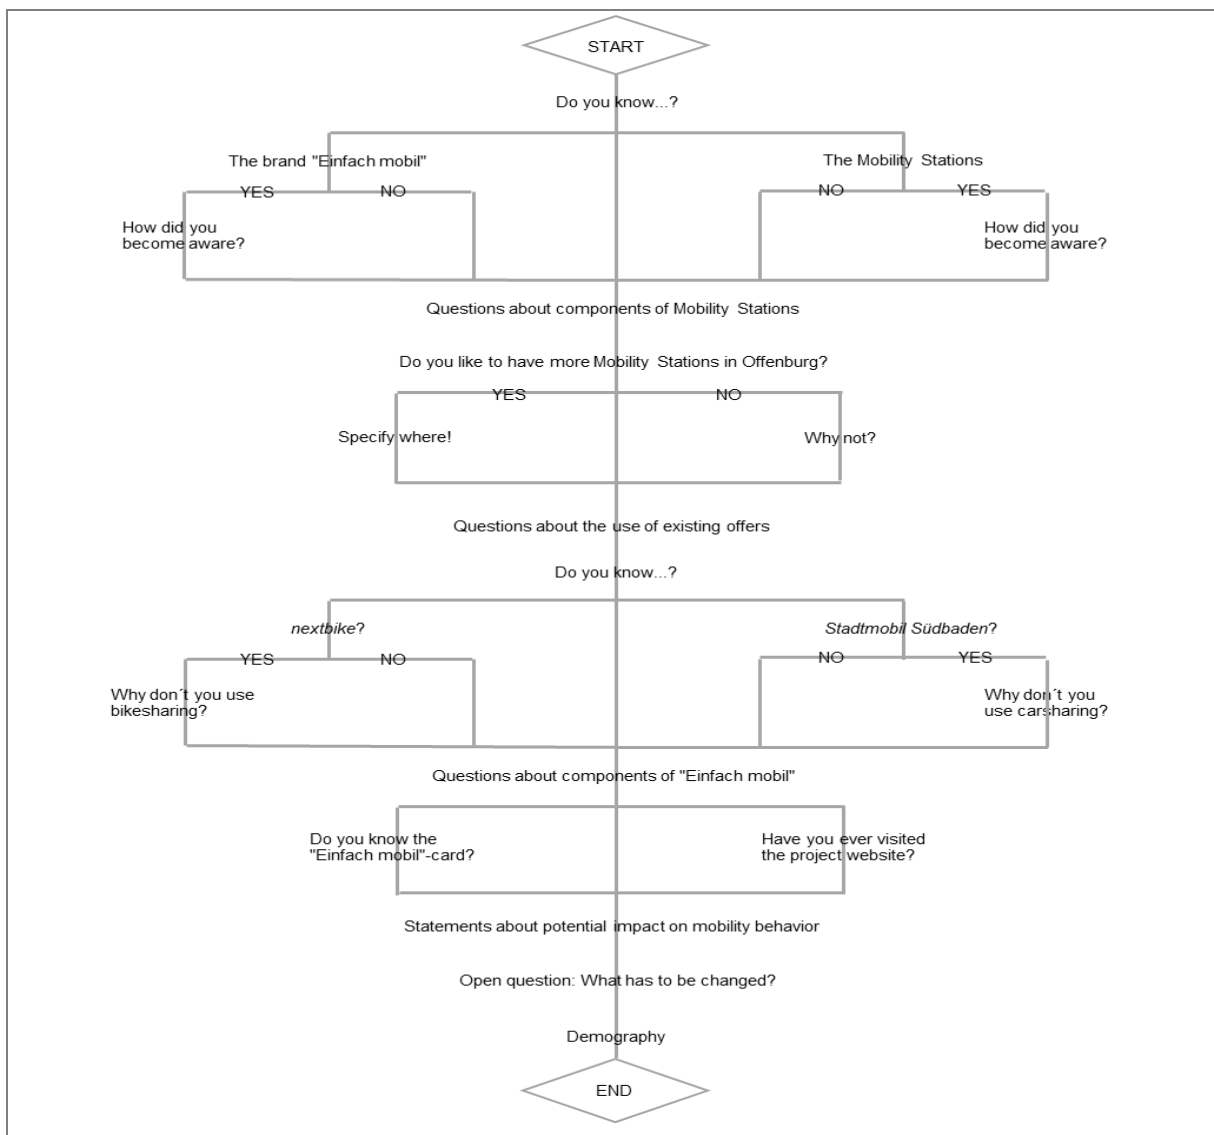 START
Do you know...?
The brand "Einfach mobil"
The Mobility Stations
YES
NO
NO
YES
How did you
become aware?
How did you
become aware?
Questions about components of Mobility Stations
Do you like to have more Mobility Stations in Offenburg?
YES
NO
Specify where!
Why not?
Questions about the use of existing offers
Do you know...?
nextbike?
Stadtmobil Südbaden?
YES
NO
NO
YES
Why don´t you use
bikesharing?
Why don´t you
use carsharing?
Questions about components of "Einfach mobil"
Do you know the
"Einfach mobil"-card?
Have you ever visited
the project website?
Statements about potential impact on mobility behavior
Open question: What has to be changed?
Demography
END